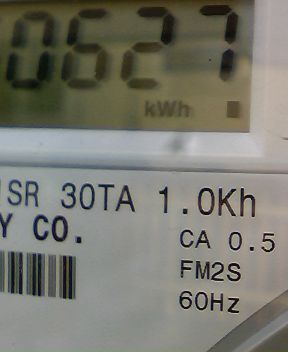 0627
kWh
SR 30TA 1.0Kh
Y CO.
CA 0.5
FM2S
60Hz